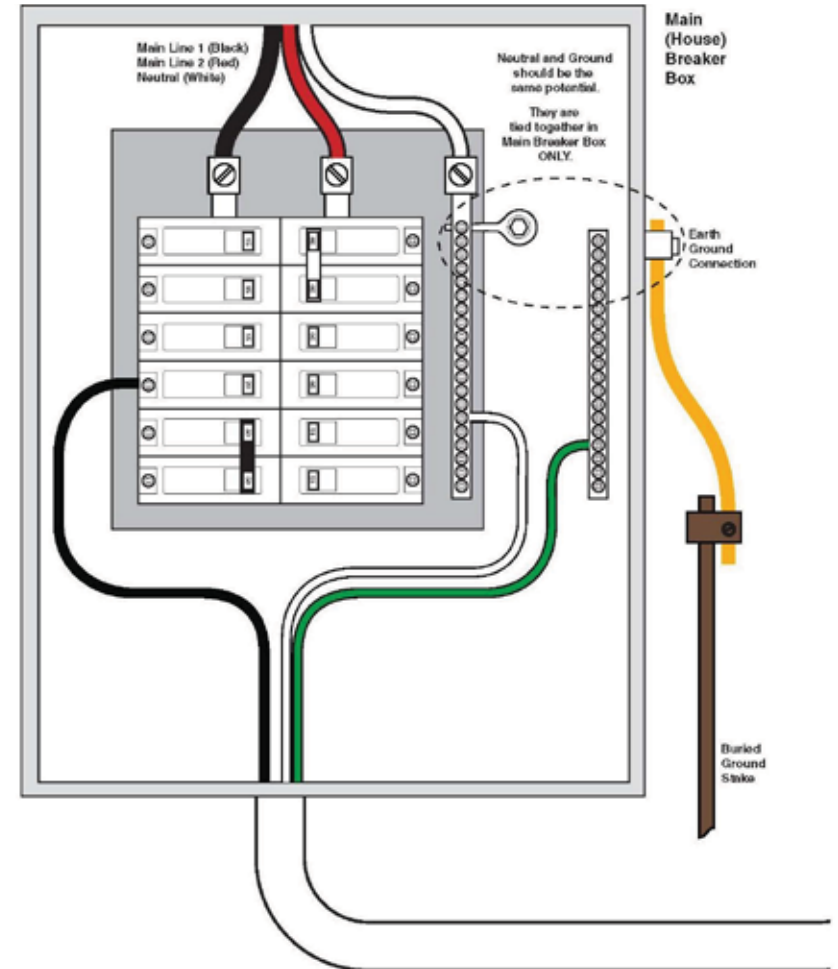 Main
(House)
Breaker
Box
Main Line 1 (Black)
Main Line 2 (Red)
Neutral (White)
Neutral and Ground
should be the
same potential.
They are
tied together in
Main Breaker Box
ONLY.
Earth
Ground
Connection
Buried
Ground
Stake